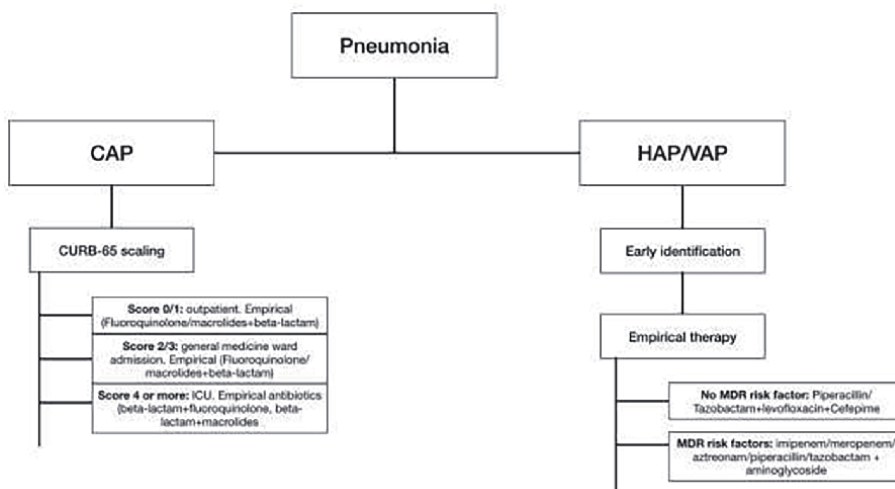 Pneumonia
CAP
HAP/VAP
CURB-65 scaling
Early identification
Score 0/1: outpatient. Empirical
(Fluoroquinolone/macrolides+beta-lactam)
Score 2/3: general medicine ward
admission. Empirical (Fluoroquinolone/
macrolides+beta-lactam)
Score 4 or more: ICU. Empirical antibiotics
(beta-lactam+fluoroquinolone, beta-
lactam+macrolides
Empirical therapy
No MDR risk factor: Piperacillin/
Tazobactam+levofloxacin+Cefepime
MDR risk factors: imipenem/meropenem/
aztreonam/piperacillin/tazobactam +
aminoglycoside